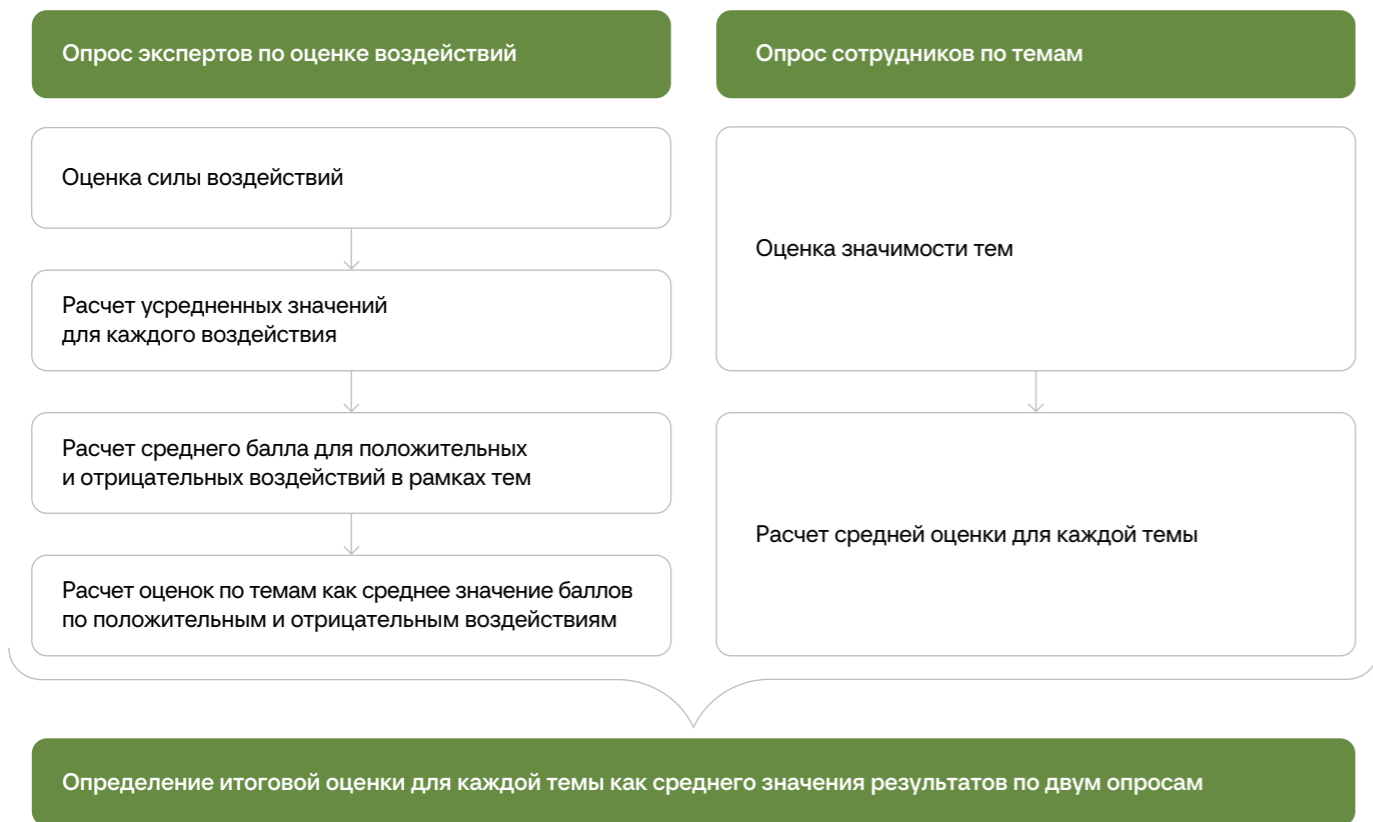 Опрос экспертов по оценке воздействий
Оценка силы воздействий
Расчет усредненных значений
для каждого воздействия
Расчет среднего балла для положительных
и отрицательных воздействий в рамках тем
Расчет оценок по темам как среднее значение баллов
по положительным и отрицательным воздействиям
Опрос сотрудников по темам
Оценка значимости тем
Расчет средней оценки для каждой темы
Определение итоговой оценки для каждой темы как среднего значения результатов по двум опросам